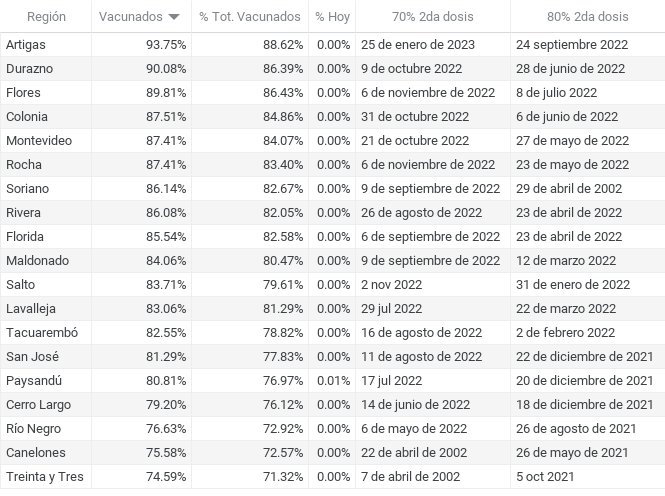 Región Vacunados % Tot. Vacunados % Hoy 70% 2da dosis 80% 2da dosis
Artigas 93.75% 88.62% 0.00% 25 de enero de 2023 24 septiembre 2022
Durazno 90.08% 86.39% 0.00% 9 de octubre 2022 28 de junio de 2022
Flores 89.81% 86.43% 0.00% 6 de noviembre de 2022 8 de julio 2022
Colonia 87.51% 84.86% 0.00% 31 de octubre 2022 6 de junio de 2022
Montevideo 87.41% 84.07% 0.00% 21 de octubre 2022 27 de mayo de 2022
Rocha 87.41% 83.40% 0.00% 6 de noviembre 2022 23 de mayo de 2022
Soriano 86.14% 82.67% 0.00% 9 de septiembre de 2022 29 de abril de 2002
Rivera 86.08% 82.05% 0.00% 26 de agosto de 2022 23 de abril de 2022
Florida 85.54% 82.58% 0.00% 6 de septiembre de 2022 23 de abril de 2022
Maldonado 84.06% 80.47% 0.00% 9 de septiembre de 2022 12 de marzo 2022
Salto 83.71% 79.61% 0.00% 2 nov 2022 31 de enero de 2022
Lavalleja 83.06% 81.29% 0.00% 29 jul 2022 22 de marzo 2022
Tacuarembó 82.55% 78.82% 0.00% 16 de agosto de 2022 2 de febrero 2022
San José 81.29% 77.83% 0.00% 11 de agosto de 2022 22 de diciembre de 2021
Paysandú 80.81% 76.97% 0.01% 17 jul 2022 20 de diciembre de 2021
Cerro Largo 79.20% 76.12% 0.00% 14 de junio de 2022 18 de diciembre de 2021
Río Negro 76.63% 72.92% 0.00% 6 de mayo de 2022 26 de agosto de 2021
Canelones 75.58% 72.57% 0.00% 22 de abril de 2002 26 de mayo de 2021
Treinta y Tres 74.59% 71.32% 0.00% 7 de abril de 2002 5 oct 2021